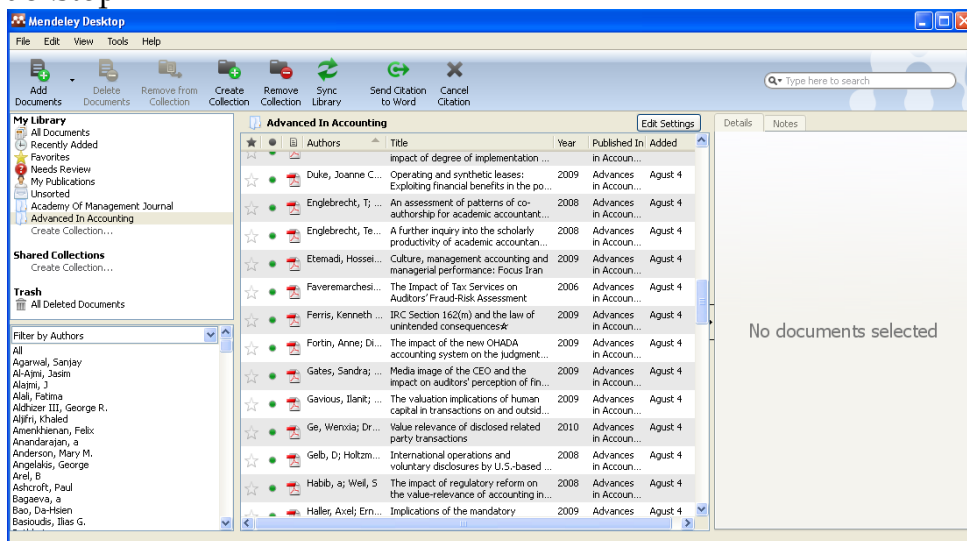 Mendeley Desktop
File Edit View Tools Help
Add Documents
Delete Documents
Remove from Collection
Create Collection
Remove Collection
Sync Library
Send Citation to Word
Cancel Citation
Type here to search
My Library
All Documents
Recently Added
Favorites
Needs Review
My Publications
Unsorted
Academy Of Management Journal
Advanced In Accounting
Create Collection...
Shared Collections
Create Collection...
Trash
All Deleted Documents
Filter by Authors
All
Agarwal, Sanjay
Al-Ajmi, Jasim
Alajmi, J
Alali, Fatima
Aldhizer III, George R.
Aljifri, Khaled
Amenkhienan, Felix
Anandarajan, a
Anderson, Mary M.
Angelakis, George
Arel, B
Ashcroft, Paul
Bagaeva, a
Bao, Da-Hsien
Basioudis, Ilias G.
Advanced In Accounting
Edit Settings
Authors Title Year Published In Added
impact of degree of implementation ... in Accoun...
Duke, Joanne C... Operating and synthetic leases: 2009 Advances Agust 4
Exploiting financial benefits in the po... in Accoun...
Englebrecht, T; ... An assessment of patterns of co- 2008 Advances Agust 4
authorship for academic accountant... in Accoun...
Englebrecht, Te... A further inquiry into the scholarly 2008 Advances Agust 4
productivity of academic accountan... in Accoun...
Etemadi, Hossei... Culture, management accounting and 2009 Advances Agust 4
managerial performance: Focus Iran in Accoun...
Faveremarchesi... The Impact of Tax Services on 2006 Advances Agust 4
Auditors' Fraud-Risk Assessment in Accoun...
Ferris, Kenneth ... IRC Section 162(m) and the law of 2009 Advances Agust 4
unintended consequences☆ in Accoun...
Fortin, Anne; Di... The impact of the new OHADA 2009 Advances Agust 4
accounting system on the judgment... in Accoun...
Gates, Sandra; ... Media image of the CEO and the 2009 Advances Agust 4
impact on auditors' perception of fin... in Accoun...
Gavious, Ilanit; ... The valuation implications of human 2009 Advances Agust 4
capital in transactions on and outsid... in Accoun...
Ge, Wenxia; Dr... Value relevance of disclosed related 2010 Advances Agust 4
party transactions in Accoun...
Gelb, D; Holtzm... International operations and 2008 Advances Agust 4
voluntary disclosures by U.S.-based ... in Accoun...
Habib, a; Weil, S The impact of regulatory reform on 2008 Advances Agust 4
the value-relevance of accounting in... in Accoun...
Haller, Axel; Ern... Implications of the mandatory 2009 Advances Agust 4
Details Notes
No documents selected